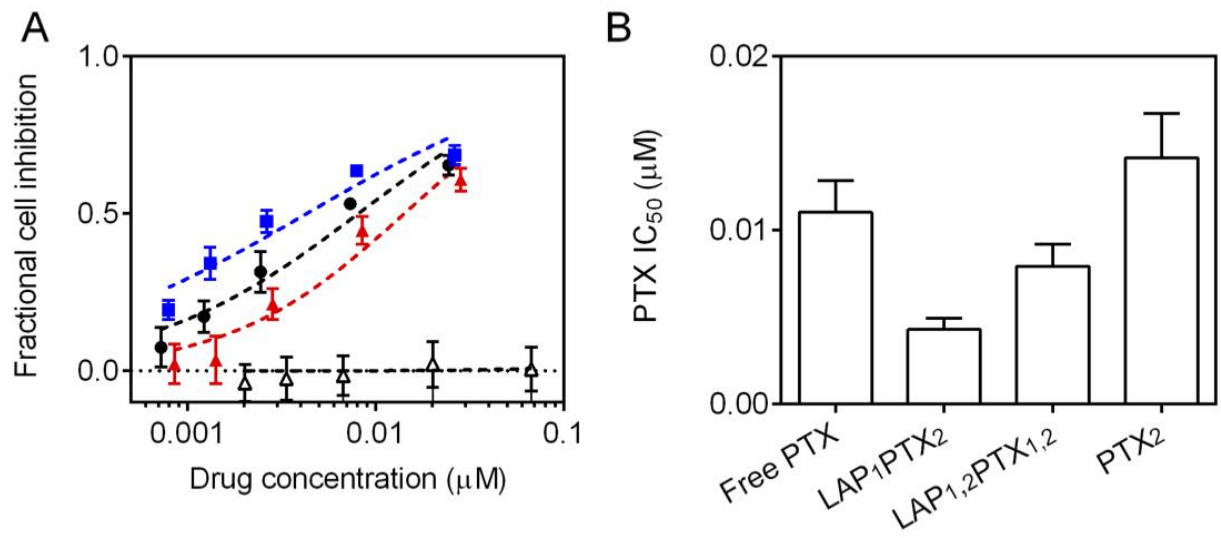 A
B
Fractional cell inhibition
1.0
0.5
0.0
0.001
0.01
0.1
Drug concentration (μM)
PTX IC50 (μM)
0.02
0.01
0.00
Free PTX
LAP1PTX2
LAP1,2PTX1,2
PTX2